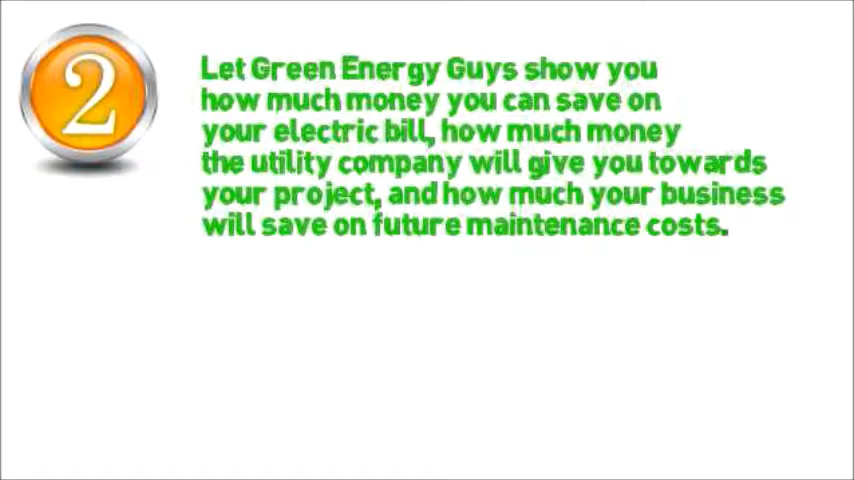 2
Let Green Energy Guys show you
how much money you can save on
your electric bill, how much money
the utility company will give you towards
your project, and how much your business
will save on future maintenance costs.